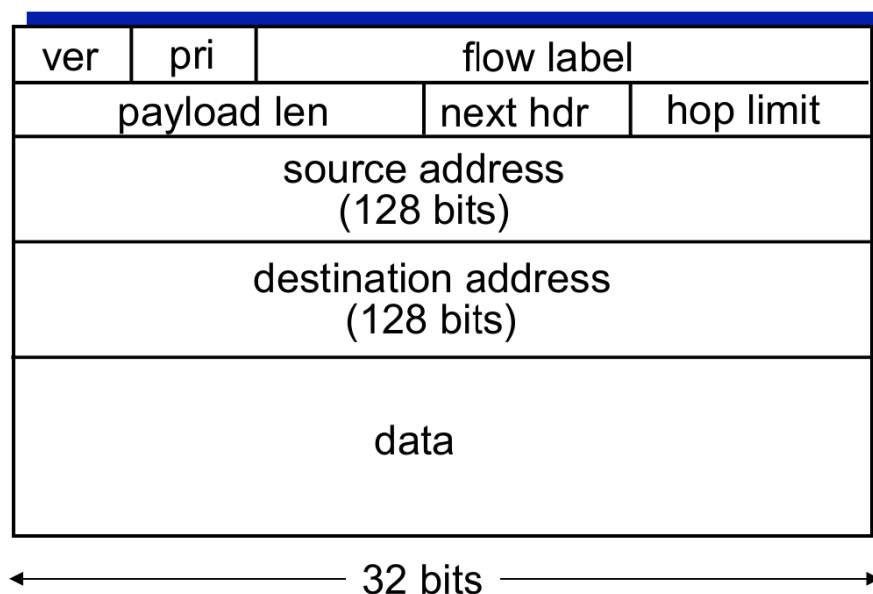 ver pri flow label
payload len next hdr hop limit
source address
(128 bits)
destination address
(128 bits)
data
32 bits